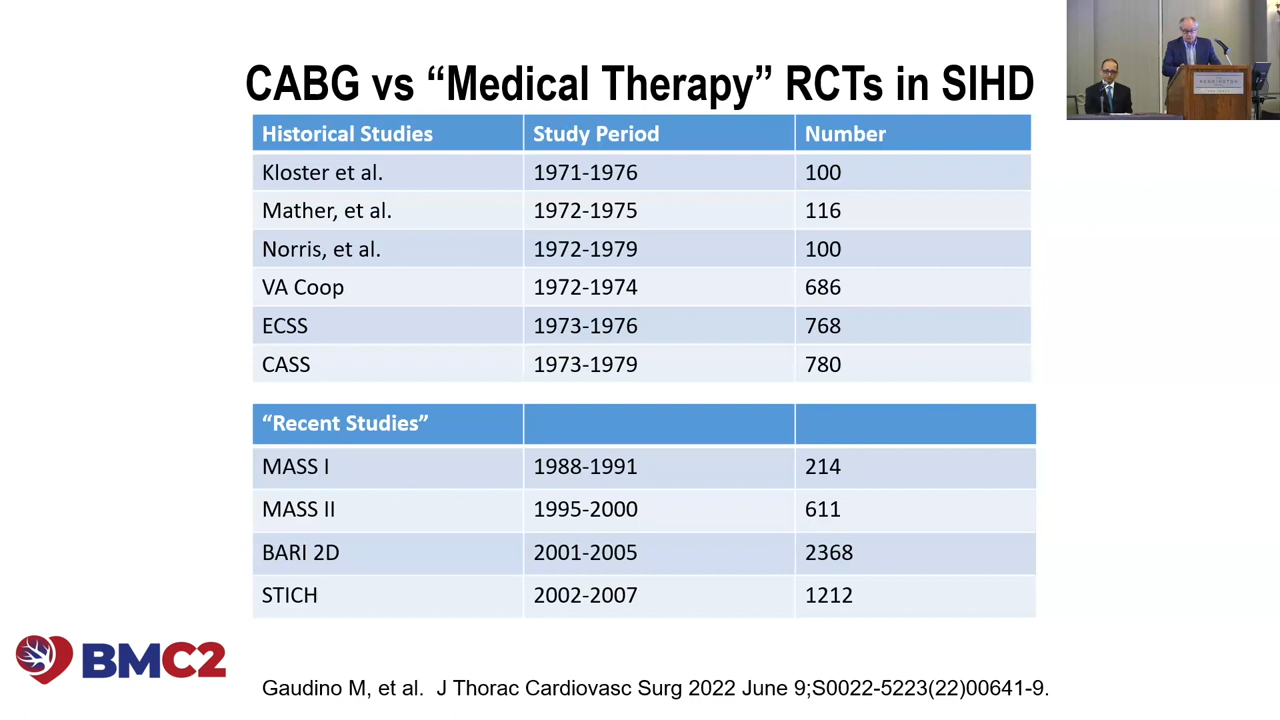 CABG vs “Medical Therapy” RCTs in SIHD
Historical Studies Study Period Number
Kloster et al. 1971-1976 100
Mather, et al. 1972-1975 116
Norris, et al. 1972-1979 100
VA Coop 1972-1974 686
ECSS 1973-1976 768
CASS 1973-1979 780
“Recent Studies”
MASS I 1988-1991 214
MASS II 1995-2000 611
BARI 2D 2001-2005 2368
STICH 2002-2007 1212
BMC2
Gaudino M, et al. J Thorac Cardiovasc Surg 2022 June 9;S0022-5223(22)00641-9.